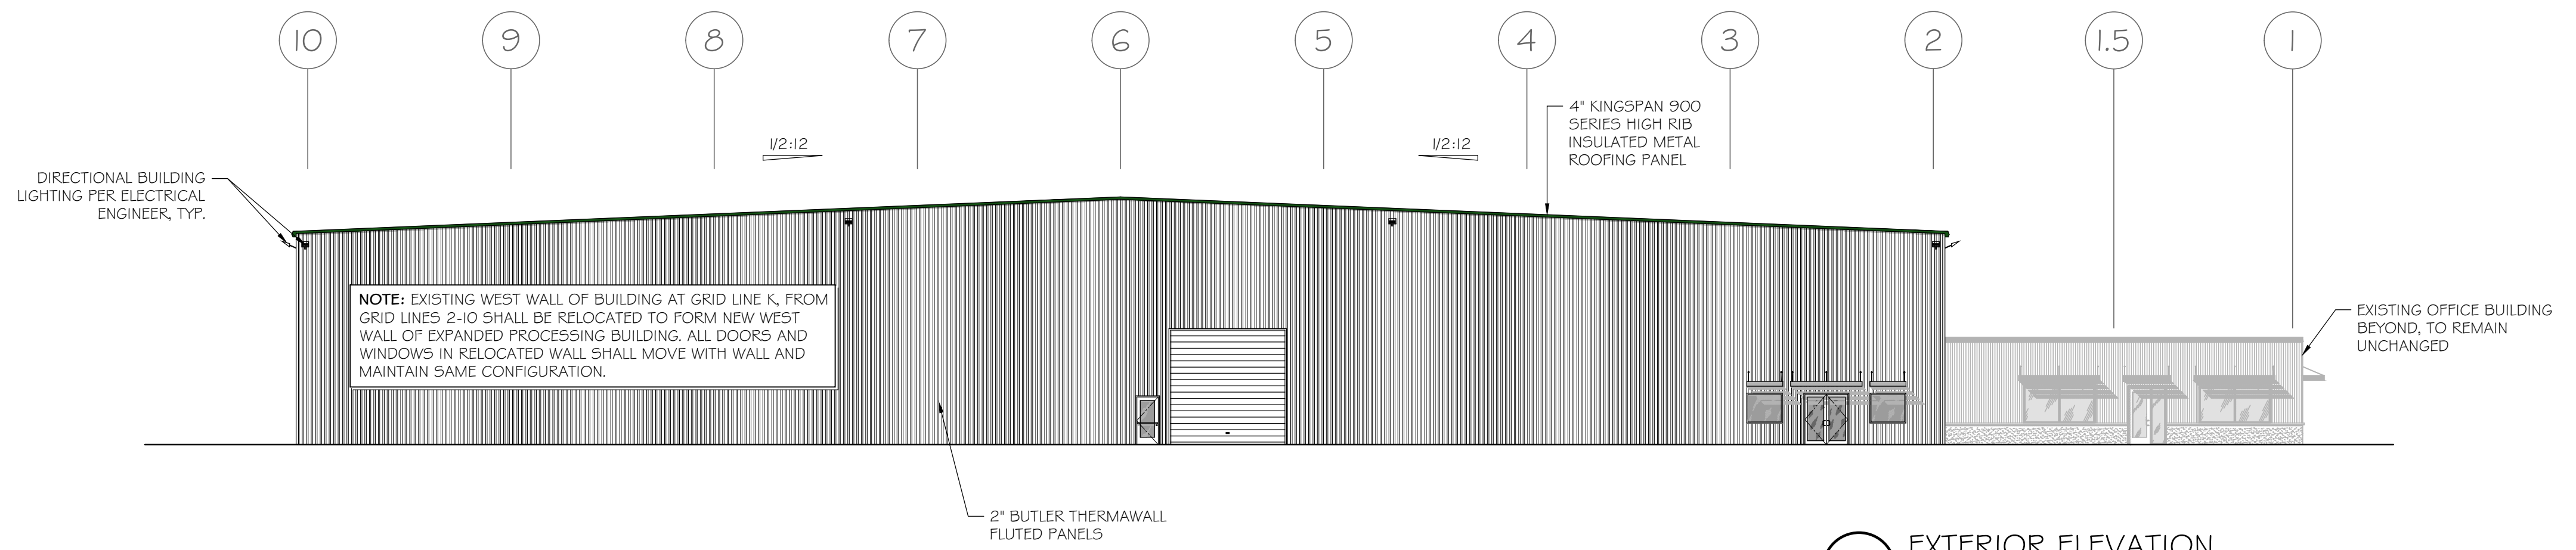 10 9 8 7 6 5 4 3 2 1.5 1
4" KINGSPAN 900
SERIES HIGH RIB
INSULATED METAL
ROOFING PANEL
1/2:12
1/2:12
DIRECTIONAL BUILDING
LIGHTING PER ELECTRICAL
ENGINEER, TYP.
NOTE: EXISTING WEST WALL OF BUILDING AT GRID LINE K, FROM
GRID LINES 2-10 SHALL BE RELOCATED TO FORM NEW WEST
WALL OF EXPANDED PROCESSING BUILDING. ALL DOORS AND
WINDOWS IN RELOCATED WALL SHALL MOVE WITH WALL AND
MAINTAIN SAME CONFIGURATION.
EXISTING OFFICE BUILDING
BEYOND, TO REMAIN
UNCHANGED
2" BUTLER THERMAWALL
FLUTED PANELS
EXTERIOR ELEVATION